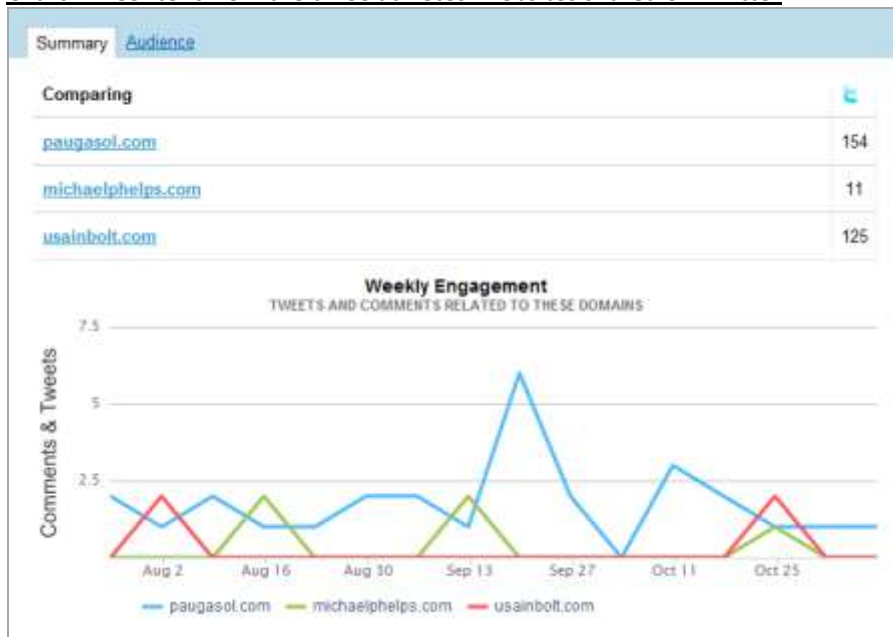 Summary Audience
Comparing
paugasol.com 154
michaelphelps.com 11
usainbolt.com 125
Weekly Engagement
TWEETS AND COMMENTS RELATED TO THESE DOMAINS
Comments & Tweets
7.5
5
2.5
Aug 2 Aug 16 Aug 30 Sep 13 Sep 27 Oct 11 Oct 25
paugasol.com michaelphelps.com usainbolt.com